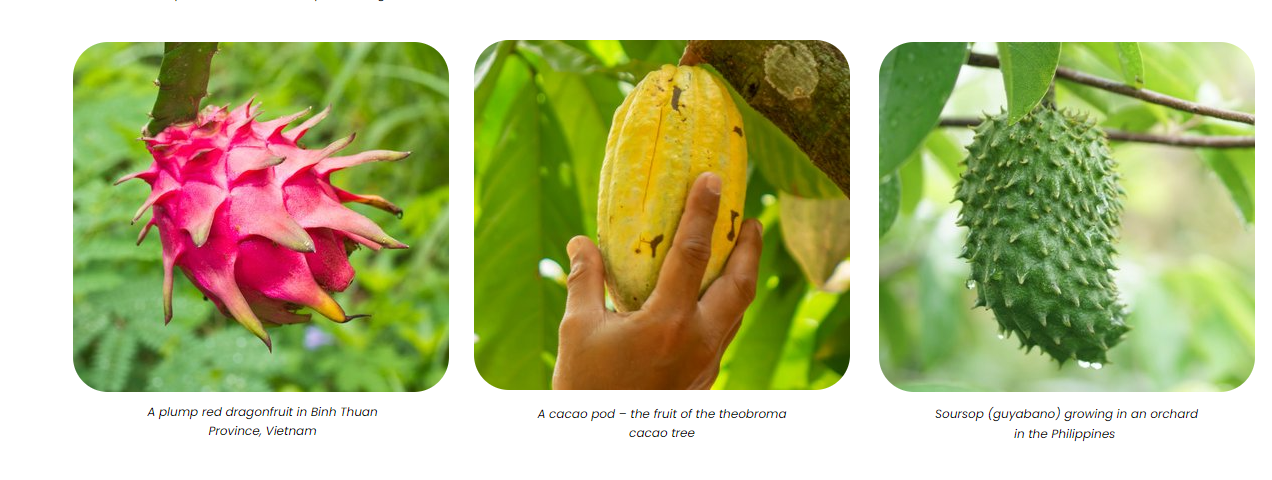 A plump red dragonfruit in Binh Thuan
Province, Vietnam
A cacao pod – the fruit of the theobroma
cacao tree
Soursop (guyabano) growing in an orchard
in the Philippines